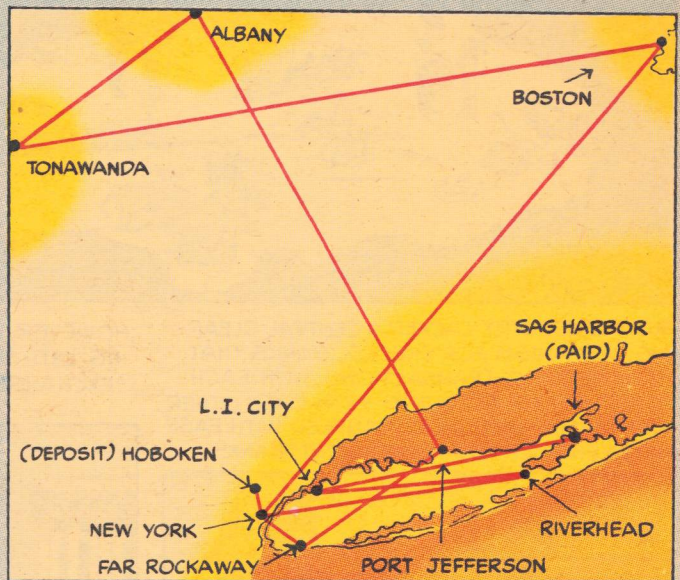 ALBANY
BOSTON
TONAWANDA
SAG HARBOR
(PAID)
L.I. CITY
(DEPOSIT) HOBOKEN
NEW YORK
RIVERHEAD
FAR ROCKAWAY
PORT JEFFERSON